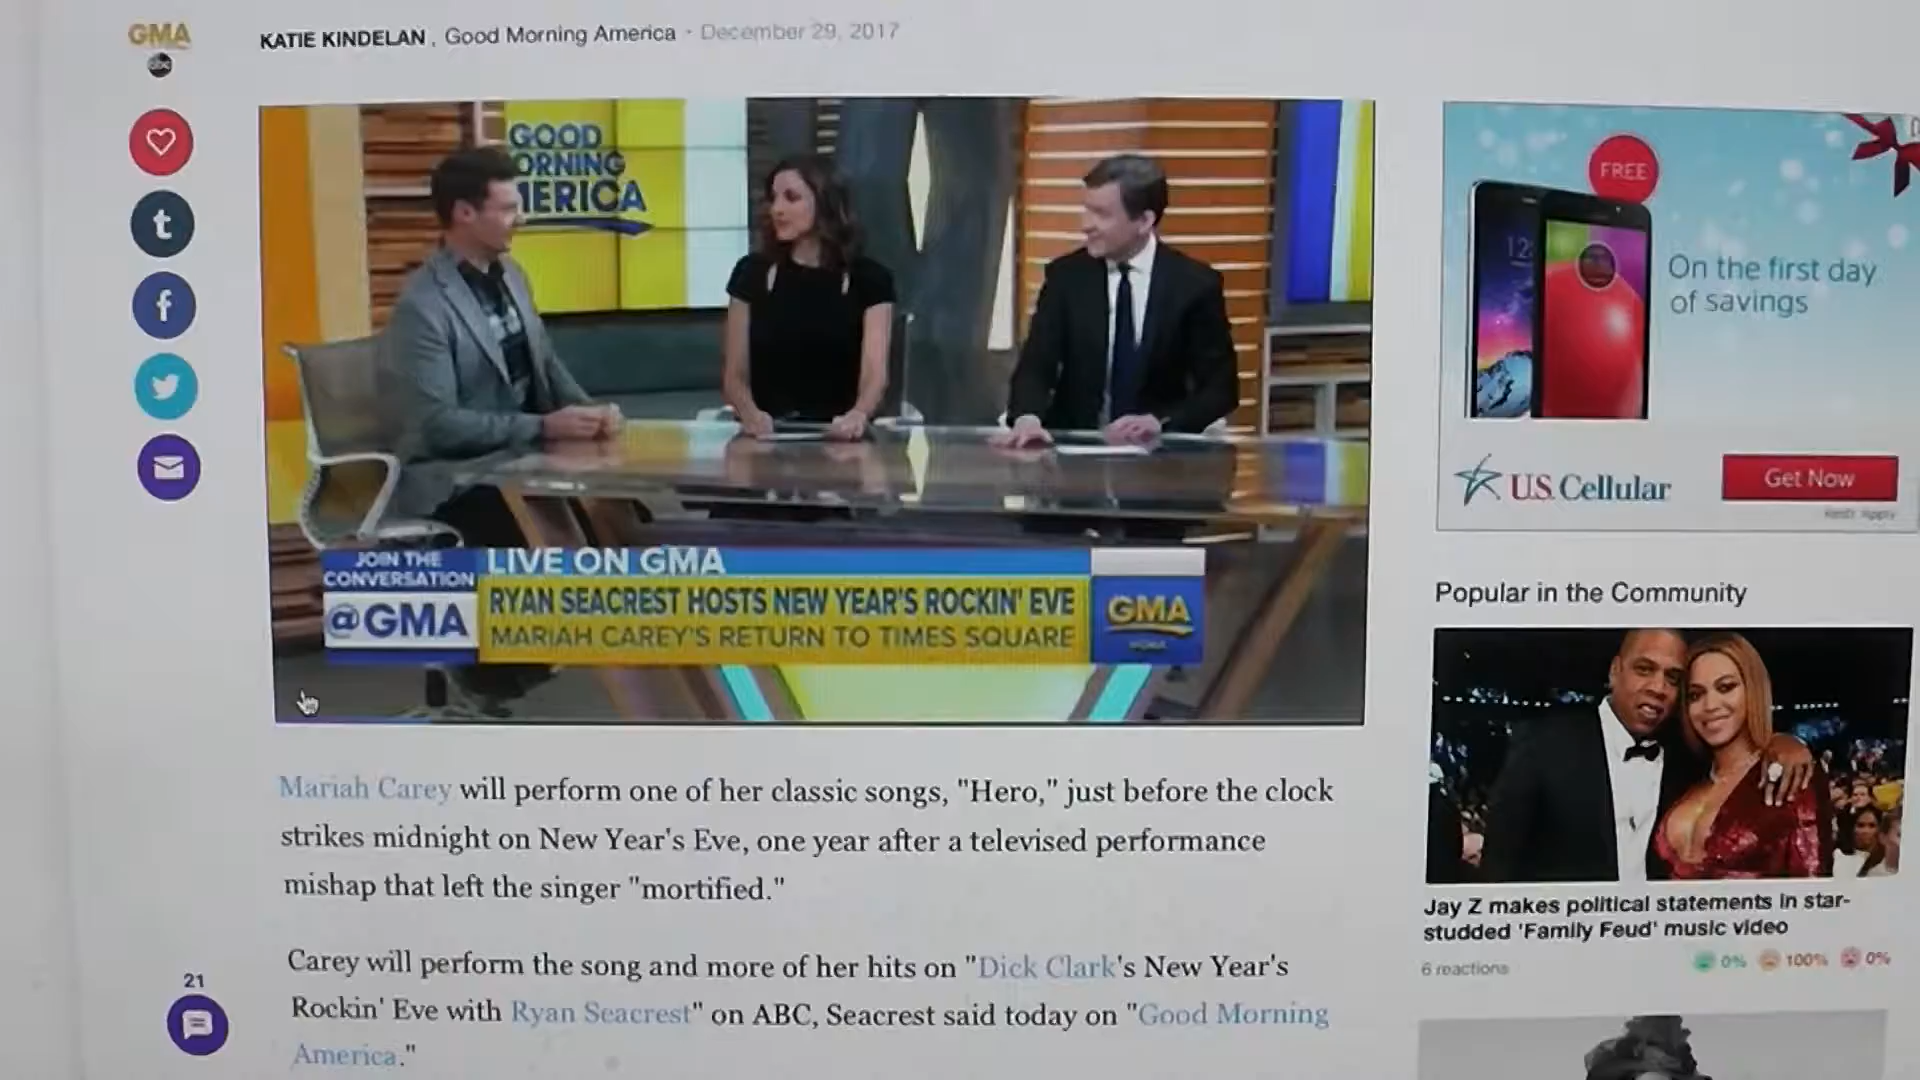 GMA
abc
KATIE KINDELAN , Good Morning America · December 29, 2017
GOOD
ORNING
MERICA
JOIN THE
CONVERSATION
@GMA
LIVE ON GMA
RYAN SEACREST HOSTS NEW YEAR'S ROCKIN' EVE
MARIAH CAREY'S RETURN TO TIMES SQUARE
GMA
Mariah Carey will perform one of her classic songs, "Hero," just before the clock
strikes midnight on New Year's Eve, one year after a televised performance
mishap that left the singer "mortified."
21
Carey will perform the song and more of her hits on "Dick Clark's New Year's
Rockin' Eve with Ryan Seacrest" on ABC, Seacrest said today on "Good Morning
America."
FREE
12
On the first day
of savings
U.S. Cellular
Get Now
Popular in the Community
Jay Z makes political statements in star-
studded 'Family Feud' music video
6 reactions
0% 100% 0%